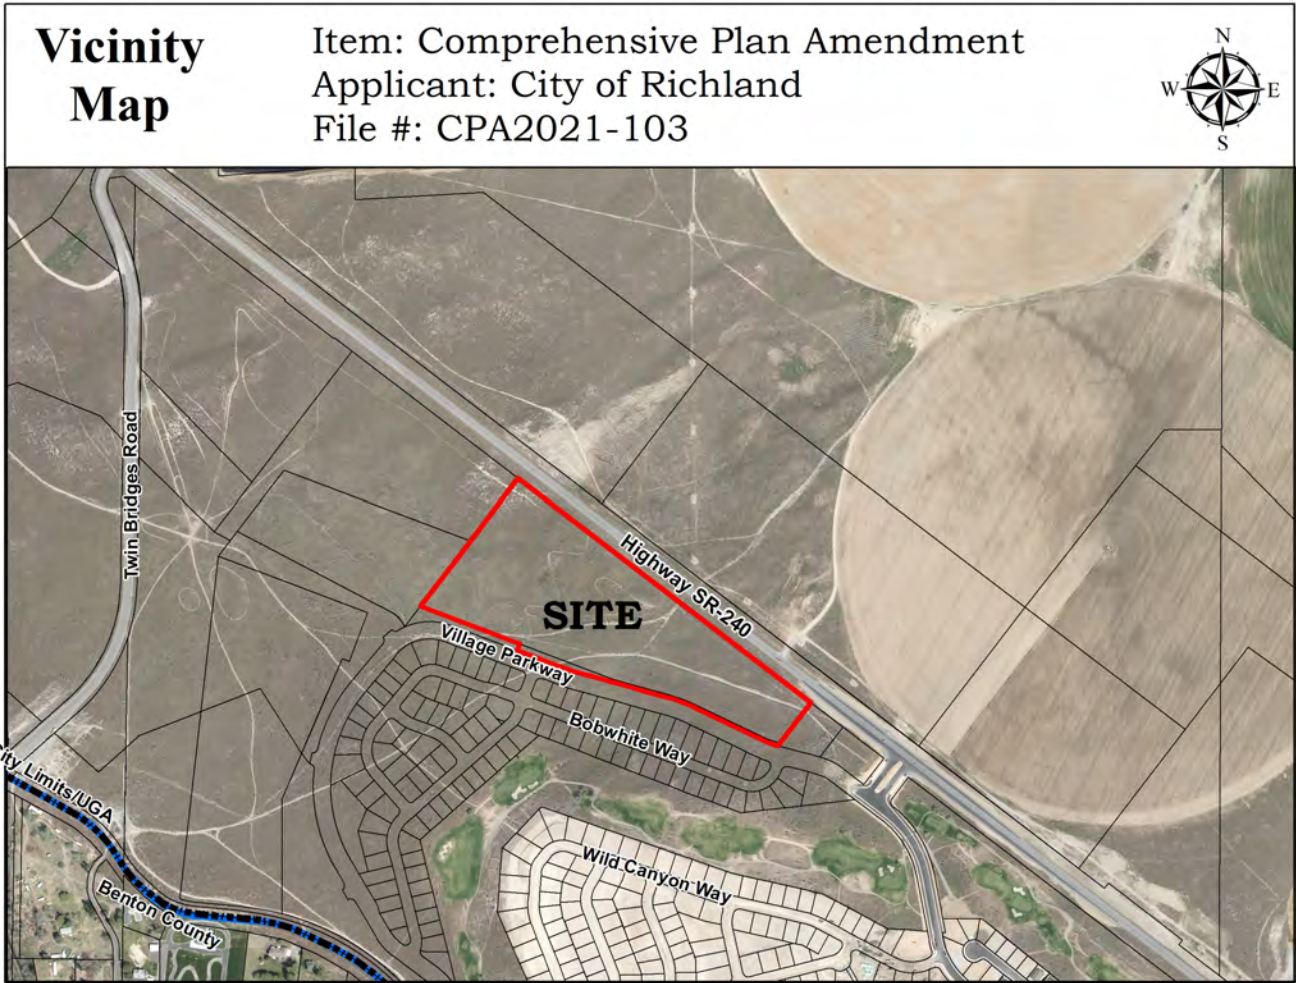 Vicinity
Map
Item: Comprehensive Plan Amendment
Applicant: City of Richland
File #: CPA2021-103
N
W
E
S
Twin Bridges Road
Highway SR-240
SITE
Village Parkway
Bobwhite Way
City Limits/UGA
Wild Canyon Way
Benton County